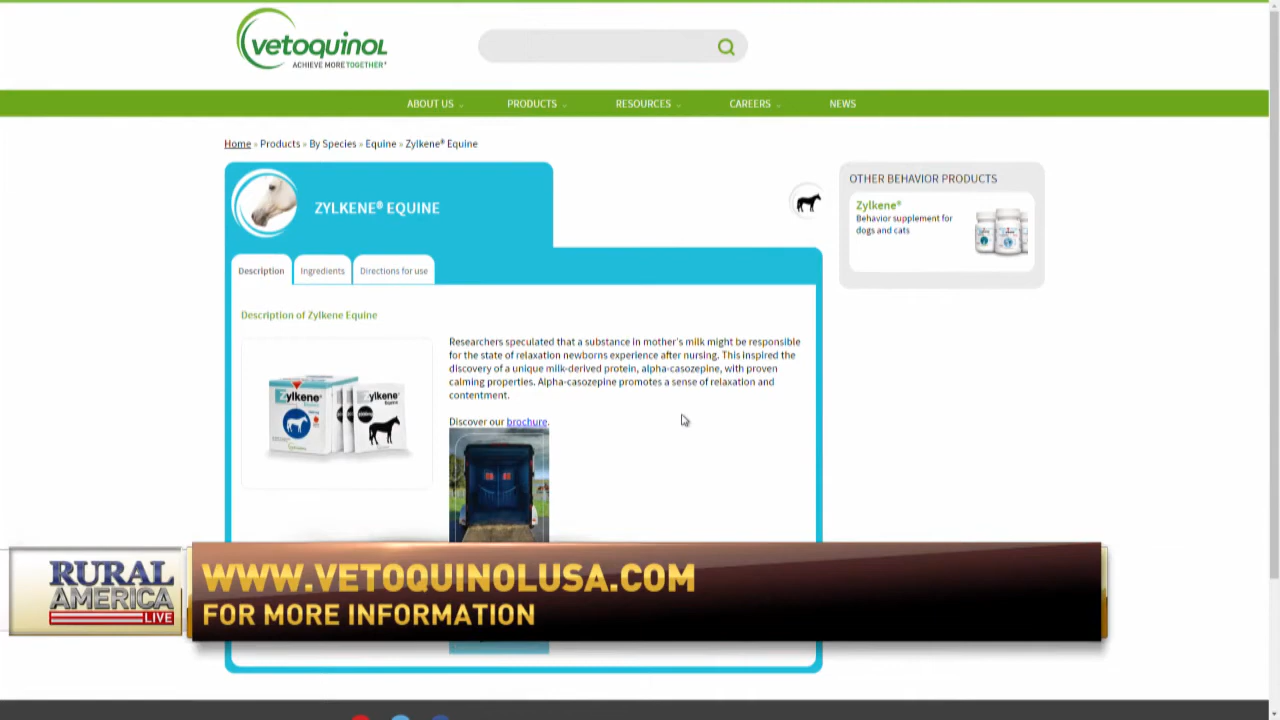 vetoquinol
ACHIEVE MORE TOGETHER
ABOUT US
PRODUCTS
RESOURCES
CAREERS
NEWS
Home » Products » By Species » Equine » Zylkene® Equine
ZYLKENE® EQUINE
OTHER BEHAVIOR PRODUCTS
Zylkene®
Behavior supplement for
dogs and cats
Description
Ingredients
Directions for use
Description of Zylkene Equine
Researchers speculated that a substance in mother's milk might be responsible
for the state of relaxation newborns experience after nursing. This inspired the
discovery of a unique milk-derived protein, alpha-casozepine, with proven
calming properties. Alpha-casozepine promotes a sense of relaxation and
contentment.
Discover our brochure.
Zylkene
Equine
Zylkene
Equine
RURAL
AMERICA
LIVE
WWW.VETOQUINOLUSA.COM
FOR MORE INFORMATION